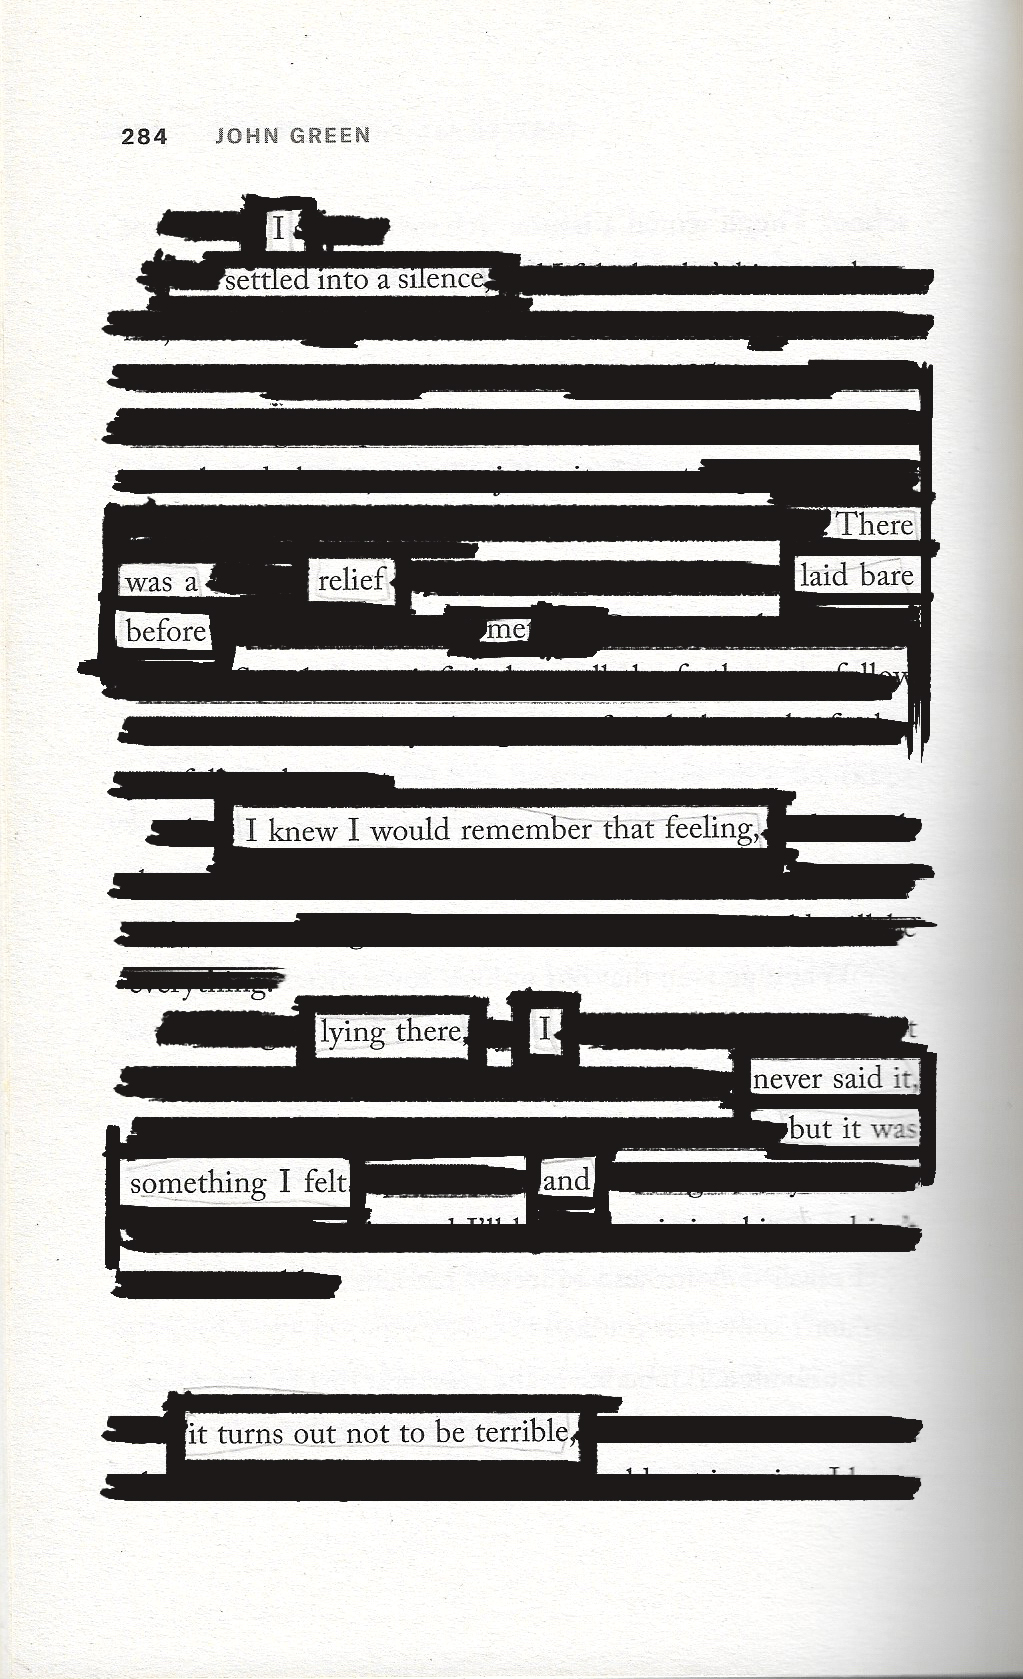 284 JOHN GREEN
I
settled into a silence,
There
was a relief laid bare
before me
I knew I would remember that feeling,
everything.
lying there, I
never said it,
but it was
something I felt. and
it turns out not to be terrible,